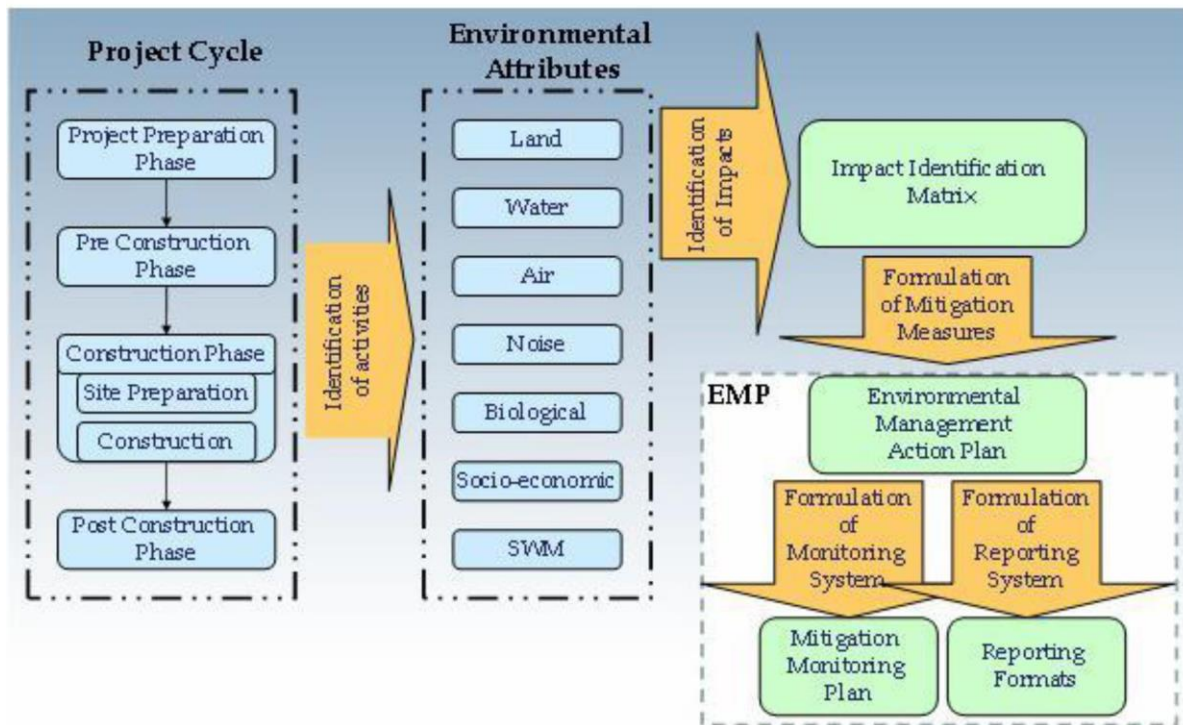 Project Cycle
Project Preparation
Phase
Pre Construction
Phase
Construction Phase
Site Preparation
Construction
Post Construction
Phase
Identification
of activities
Environmental
Attributes
Land
Water
Air
Noise
Biological
Socio-economic
SWM
Identification
of Impacts
Impact Identification
Matrix
Formulation
of Mitigation
Measures
EMP
Environmental
Management
Action Plan
Formulation
of
Monitoring
System
Formulation
of
Reporting
System
Mitigation
Monitoring
Plan
Reporting
Formats